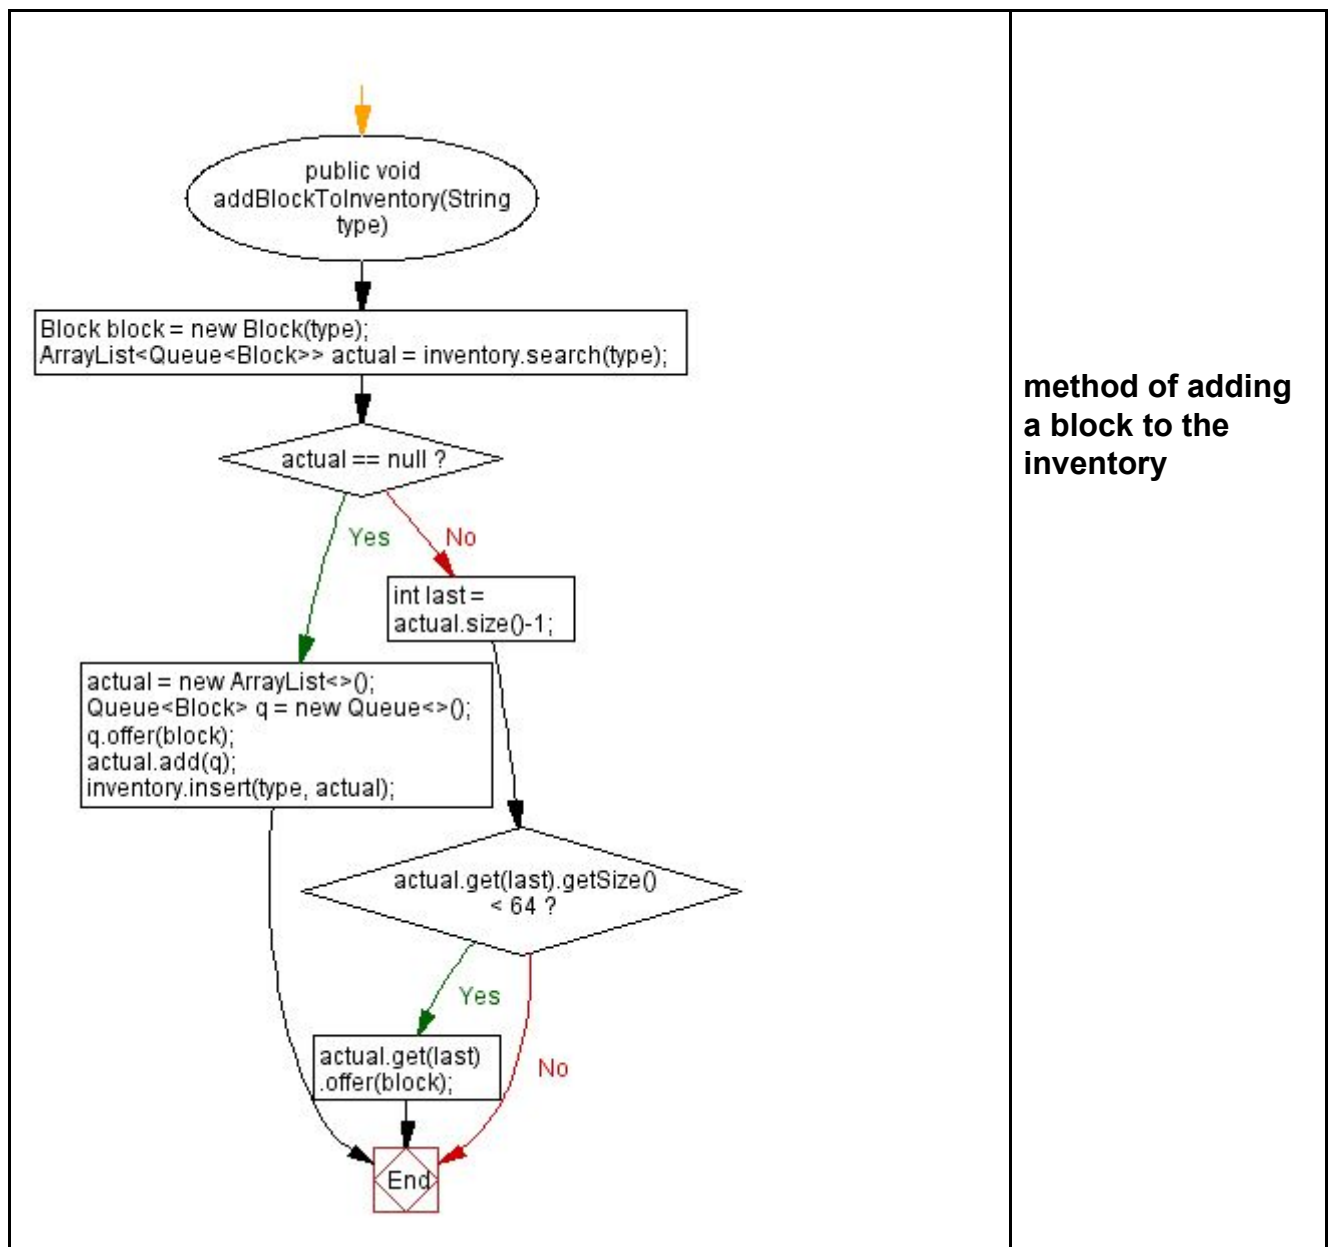 public void
addBlockToInventory(String
type)
Block block = new Block(type);
ArrayList<Queue<Block>> actual = inventory.search(type);
actual == null ?
Yes
No
int last =
actual.size()-1;
actual = new ArrayList<>();
Queue<Block> q = new Queue<>();
q.offer(block);
actual.add(q);
inventory.insert(type, actual);
actual.get(last).getSize()
< 64 ?
Yes
No
actual.get(last)
.offer(block);
End
method of adding
a block to the
inventory